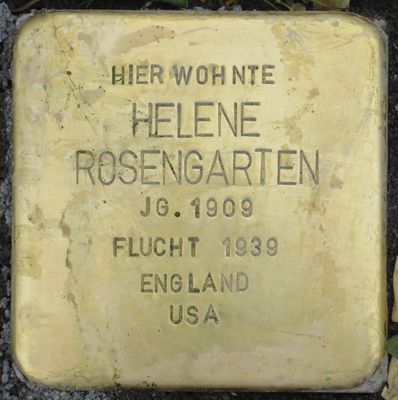 HIER WOHNTE
HELENE
ROSENGARTEN
JG. 1909
FLUCHT 1939
ENGLAND
USA